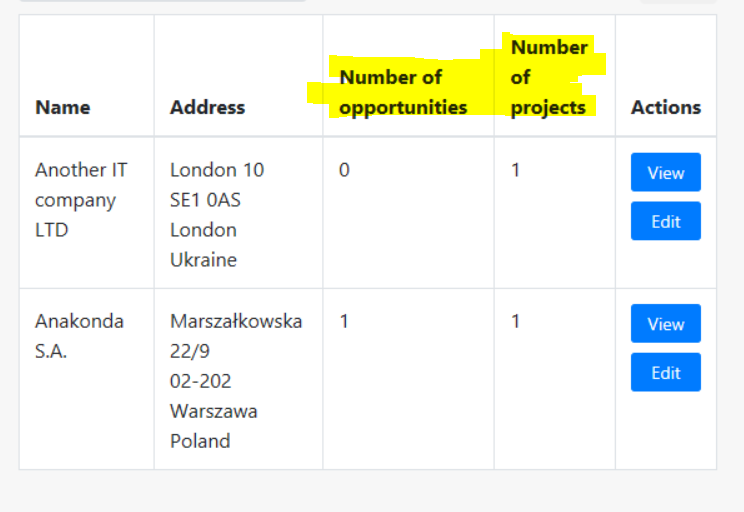 Name Address Number of opportunities Number of projects Actions
Another IT company LTD
London 10
SE1 0AS
London
Ukraine
0
1
View
Edit
Anakonda S.A.
Marszałkowska 22/9
02-202
Warszawa
Poland
1
1
View
Edit